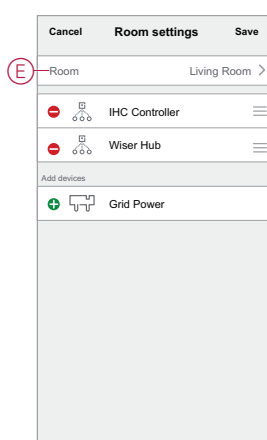 Cancel Room settings Save
E Room Living Room >
IHC Controller
Wiser Hub
Add devices
Grid Power